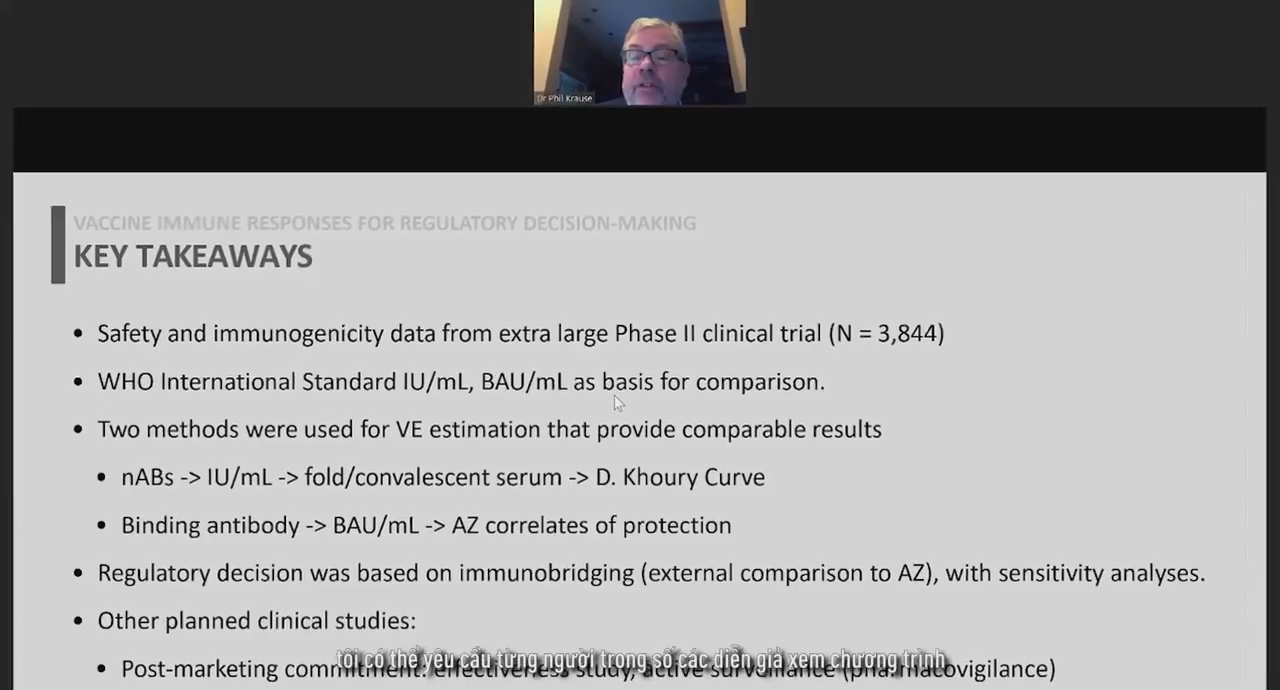 Dr Phil Krause
VACCINE IMMUNE RESPONSES FOR REGULATORY DECISION-MAKING
KEY TAKEAWAYS
• Safety and immunogenicity data from extra large Phase II clinical trial (N = 3,844)
• WHO International Standard IU/mL, BAU/mL as basis for comparison.
• Two methods were used for VE estimation that provide comparable results
• nABs -> IU/mL -> fold/convalescent serum -> D. Khoury Curve
• Binding antibody -> BAU/mL -> AZ correlates of protection
• Regulatory decision was based on immunobridging (external comparison to AZ), with sensitivity analyses.
• Other planned clinical studies:
tôi có thể yêu cầu từng người trong số các diễn giả xem chương trình
• Post-marketing commitment: effectiveness study, active surveillance (pharmacovigilance)